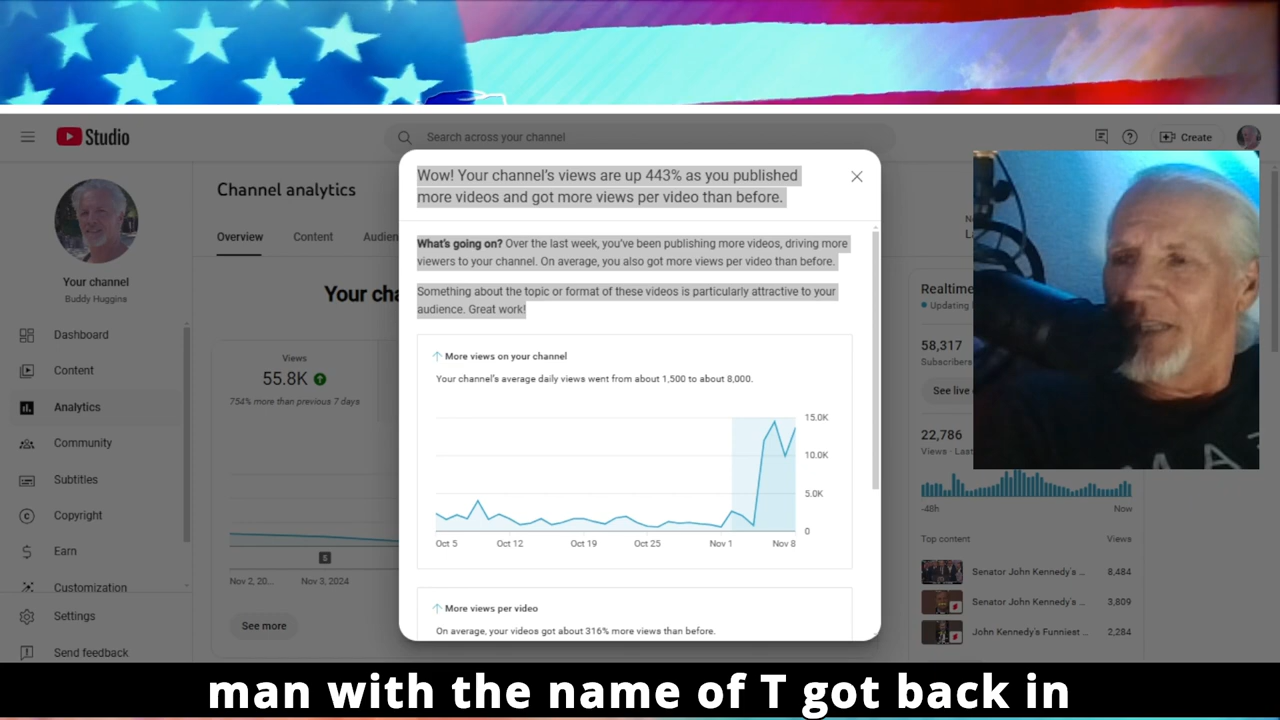 Studio
Search across your channel
Create
Wow! Your channel's views are up 443% as you published
more videos and got more views per video than before.
Channel analytics
Overview
Content
Audien
What's going on? Over the last week, you've been publishing more videos, driving more
viewers to your channel. On average, you also got more views per video than before.
Something about the topic or format of these videos is particularly attractive to your
audience. Great work!
Your channel
Buddy Huggins
Your cha
Dashboard
Content
Analytics
Community
Subtitles
Copyright
Earn
Customization
Settings
Send feedback
Views
55.8K
754% more than previous 7 days
Nov 2, 20...
Nov 3, 2024
$
See more
More views on your channel
Your channel's average daily views went from about 1,500 to about 8,000.
15.0K
10.0K
5.0K
0
Oct 5
Oct 12
Oct 19
Oct 25
Nov 1
Nov 8
More views per video
On average, your videos got about 316% more views than before.
Realtime
Updating
58,317
Subscribers
See live
22,786
Views · Last
-48h
Now
Top content
Views
Senator John Kennedy's ...
8,484
Senator John Kennedy's ...
3,809
John Kennedy's Funniest ...
2,284
man with the name of T got back in